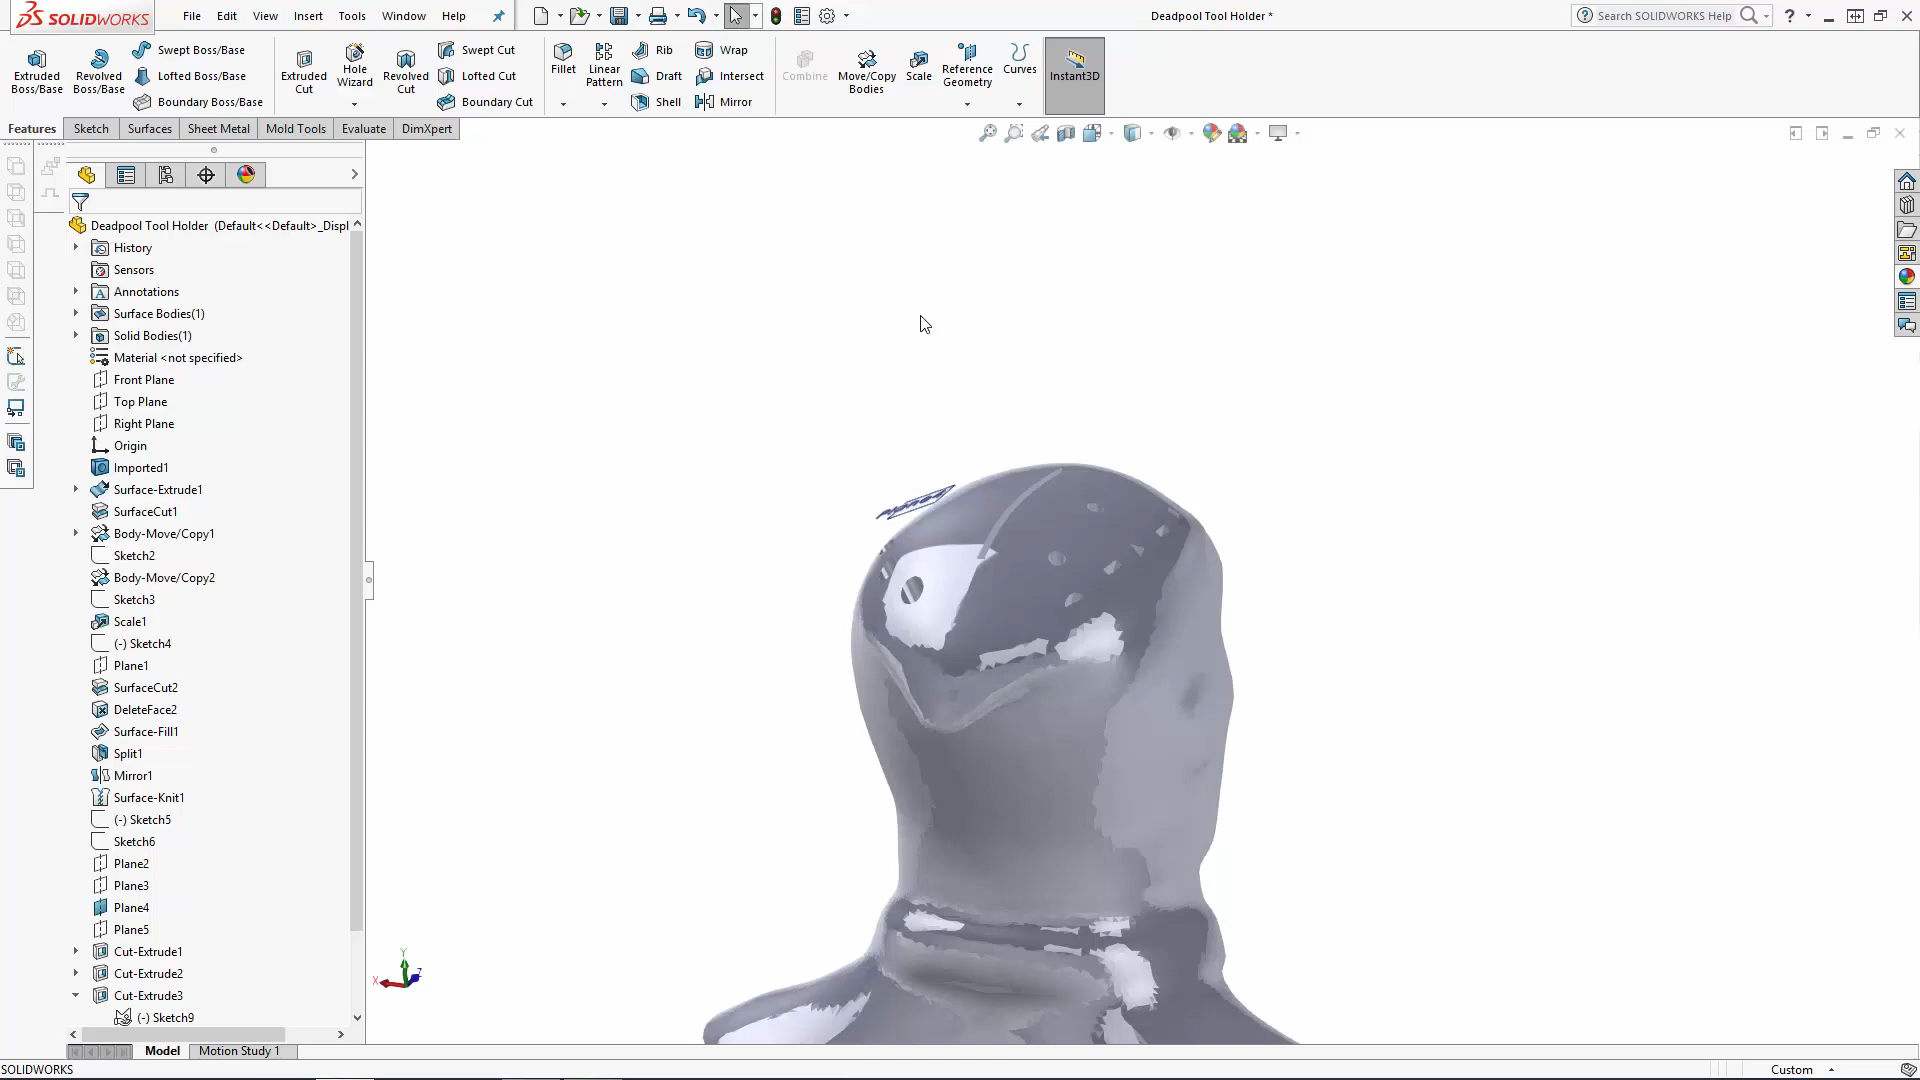 SOLIDWORKS File Edit View Insert Tools Window Help Deadpool Tool Holder * Search SOLIDWORKS Help
Extruded Boss/Base
Revolved Boss/Base
Swept Boss/Base
Lofted Boss/Base
Boundary Boss/Base
Extruded Cut
Hole Wizard
Revolved Cut
Swept Cut
Lofted Cut
Boundary Cut
Fillet
Linear Pattern
Rib
Draft
Shell
Wrap
Intersect
Mirror
Combine
Move/Copy Bodies
Scale
Reference Geometry
Curves
Instant3D
Features Sketch Surfaces Sheet Metal Mold Tools Evaluate DimXpert
Deadpool Tool Holder (Default<<Default>_Displ
History
Sensors
Annotations
Surface Bodies(1)
Solid Bodies(1)
Material <not specified>
Front Plane
Top Plane
Right Plane
Origin
Imported1
Surface-Extrude1
SurfaceCut1
Body-Move/Copy1
Sketch2
Body-Move/Copy2
Sketch3
Scale1
(-) Sketch4
Plane1
SurfaceCut2
DeleteFace2
Surface-Fill1
Split1
Mirror1
Surface-Knit1
(-) Sketch5
Sketch6
Plane2
Plane3
Plane4
Plane5
Cut-Extrude1
Cut-Extrude2
Cut-Extrude3
(-) Sketch9
Y
X
Z
Model Motion Study 1
SOLIDWORKS Custom